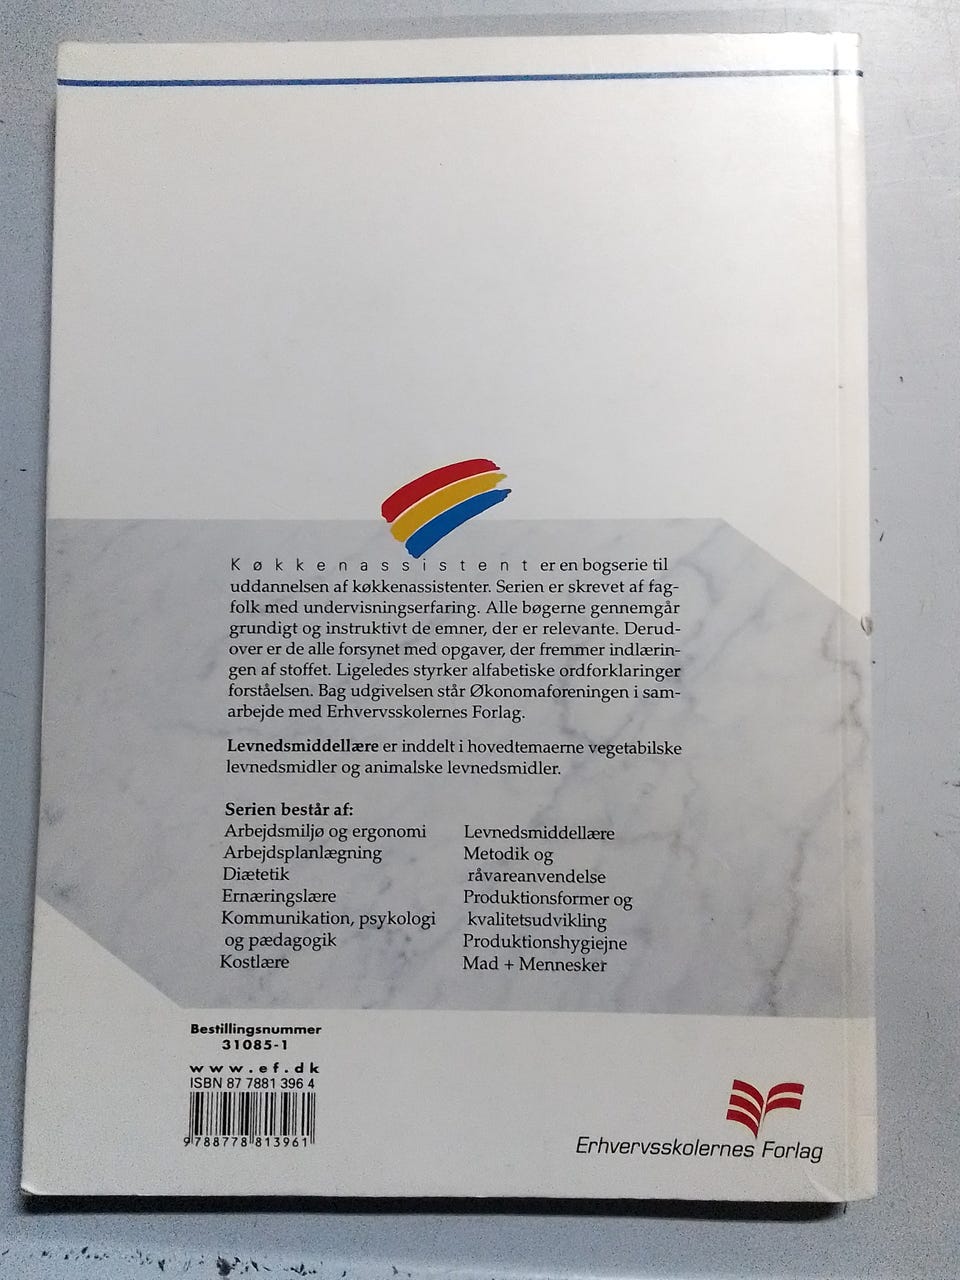 Køkkenassistent er en bogserie til
uddannelsen af køkkenassistenter. Serien er skrevet af fag-
folk med undervisningserfaring. Alle bøgerne gennemgår
grundigt og instruktivt de emner, der er relevante. Derud-
over er de alle forsynet med opgaver, der fremmer indlærin-
gen af stoffet. Ligeledes styrker alfabetiske ordforklaringer
forståelsen. Bag udgivelsen står Økonomaforeningen i sam-
arbejde med Erhvervsskolernes Forlag.
Levnedsmiddellære er inddelt i hovedtemaerne vegetabilske
levnedsmidler og animalske levnedsmidler.
Serien består af:
Arbejdsmiljø og ergonomi
Arbejdsplanlægning
Diætetik
Ernæringslære
Kommunikation, psykologi
og pædagogik
Kostlære
Levnedsmiddellære
Metodik og
råvareanvendelse
Produktionsformer og
kvalitetsudvikling
Produktionshygiejne
Mad + Mennesker
Bestillingsnummer
31085-1
www.ef.dk
ISBN 87 7881 396 4
9788778813961
Erhvervsskolernes Forlag